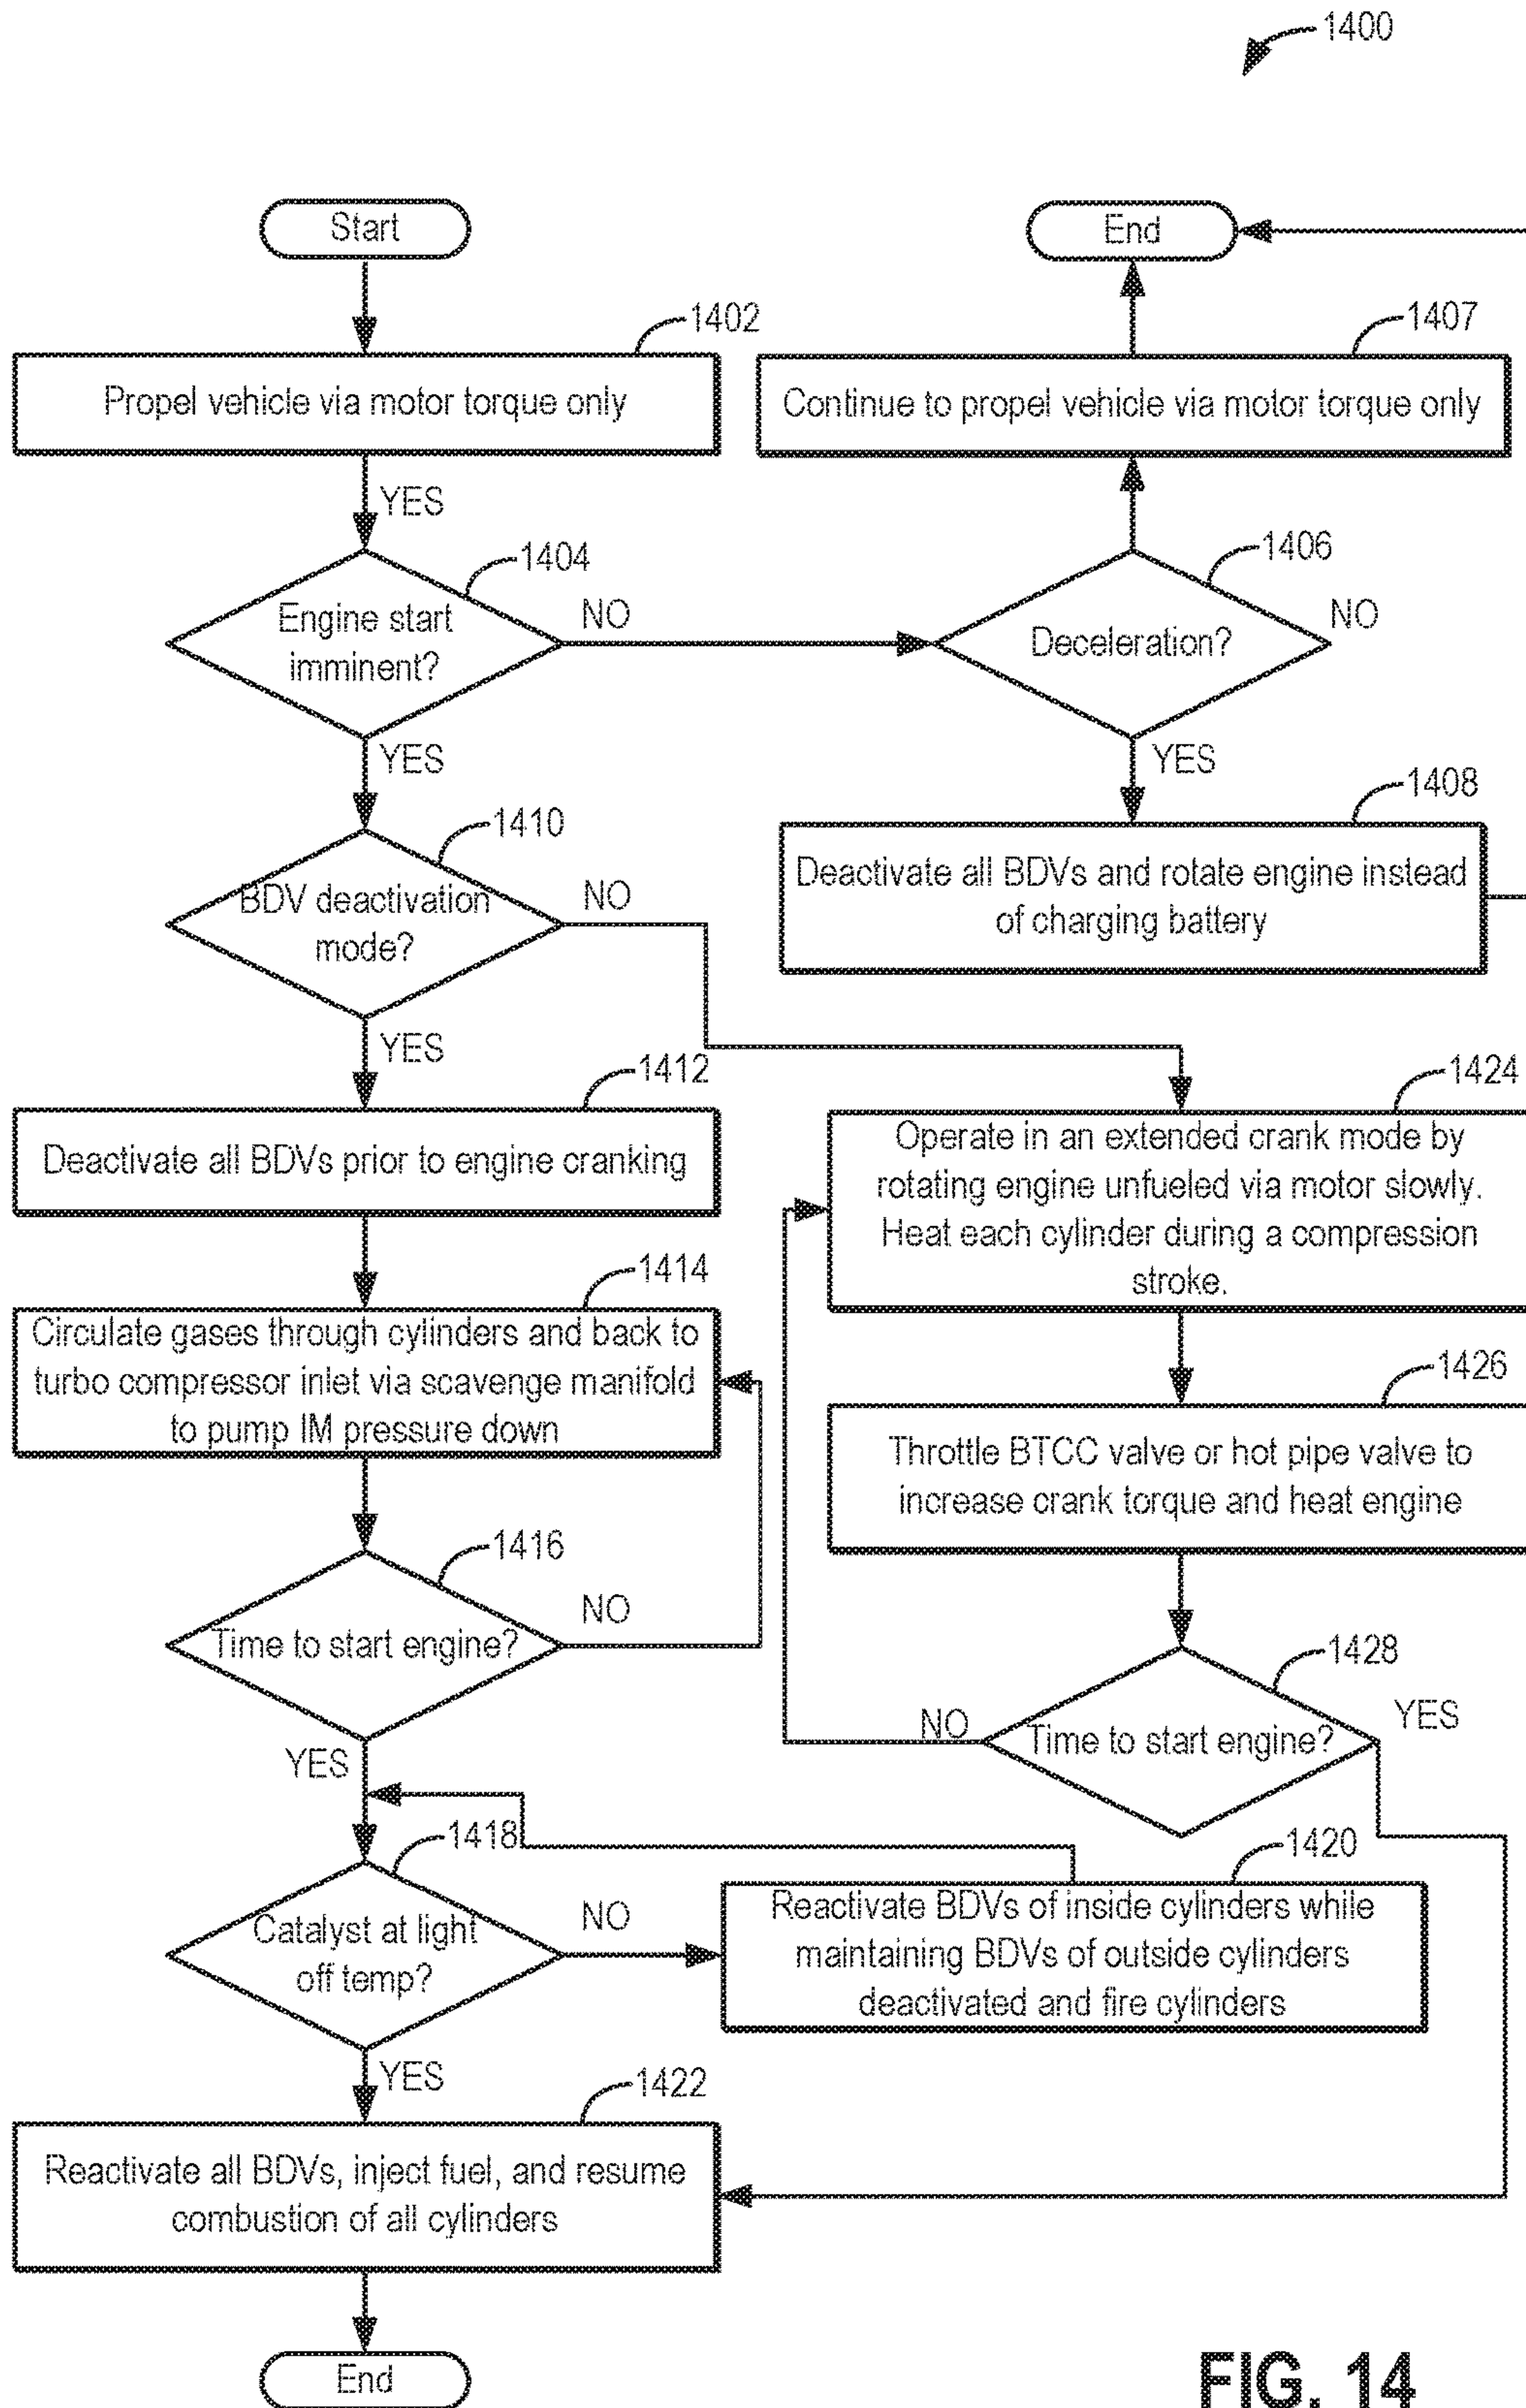 1400
Start
End
1402
1407
Propel vehicle via motor torque only
Continue to propel vehicle via motor torque only
YES
1404
1406
Engine start
imminent?
NO
Deceleration?
NO
YES
YES
1408
1410
Deactivate all BDVs and rotate engine instead
of charging battery
BDV deactivation
mode?
NO
YES
1412
1424
Deactivate all BDVs prior to engine cranking
Operate in an extended crank mode by
rotating engine unfueled via motor slowly.
Heat each cylinder during a compression
stroke.
1414
Circulate gases through cylinders and back to
turbo compressor inlet via scavenge manifold
to pump IM pressure down
1426
Throttle BTCC valve or hot pipe valve to
increase crank torque and heat engine
1416
Time to start engine?
NO
1428
Time to start engine?
NO
YES
YES
1418
1420
Catalyst at light
off temp?
NO
Reactivate BDVs of inside cylinders while
maintaining BDVs of outside cylinders
deactivated and fire cylinders
YES
1422
Reactivate all BDVs, inject fuel, and resume
combustion of all cylinders
End
FIG. 14